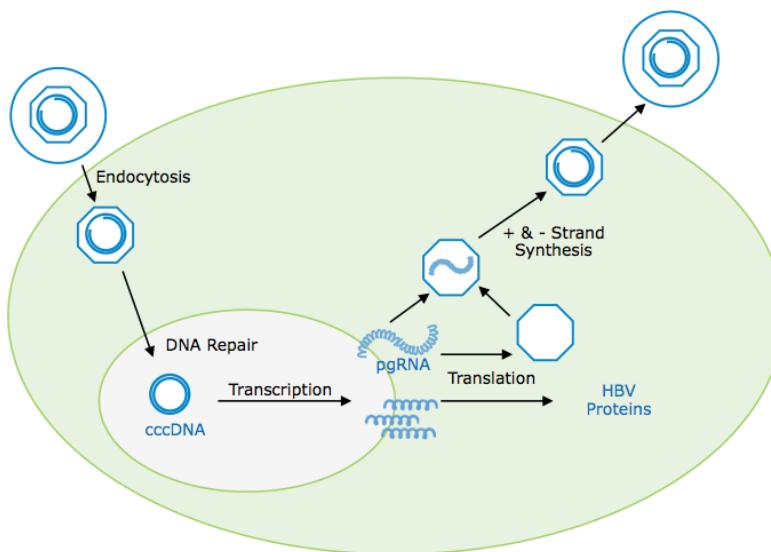 Endocytosis
+ & - Strand
Synthesis
DNA Repair
pgRNA
Transcription
Translation
HBV
Proteins
cccDNA